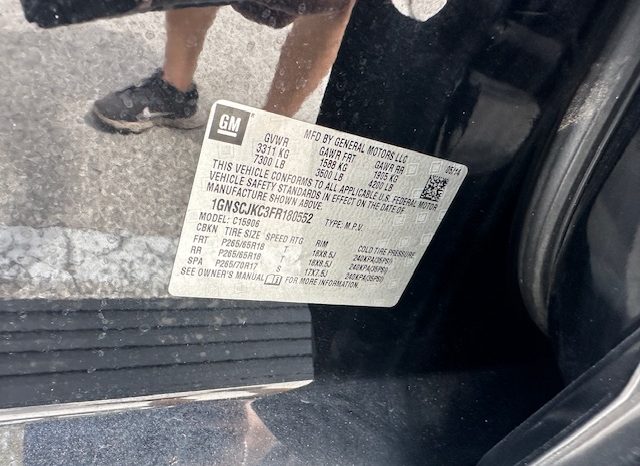 GM
MFD BY GENERAL MOTORS LLC
05/14
GVWR GAWR FRT GAWR RR
3311 KG 1588 KG 1905 KG
7300 LB 3500 LB 4200 LB
THIS VEHICLE CONFORMS TO ALL APPLICABLE U.S. FEDERAL MOTOR
VEHICLE SAFETY STANDARDS IN EFFECT ON THE DATE OF
MANUFACTURE SHOWN ABOVE.
1GNSCJKC3FR180552 TYPE: M.P.V.
MODEL: C15906
CBKN TIRE SIZE SPEED RTG RIM COLD TIRE PRESSURE
FRT P265/65R18 T 18X8.5J 240KPA(35PSI)
RR P265/65R18 T 18X8.5J 240KPA(35PSI)
SPA P265/70R17 S 17X7.5J 240KPA(35PSI)
SEE OWNER'S MANUAL FOR MORE INFORMATION